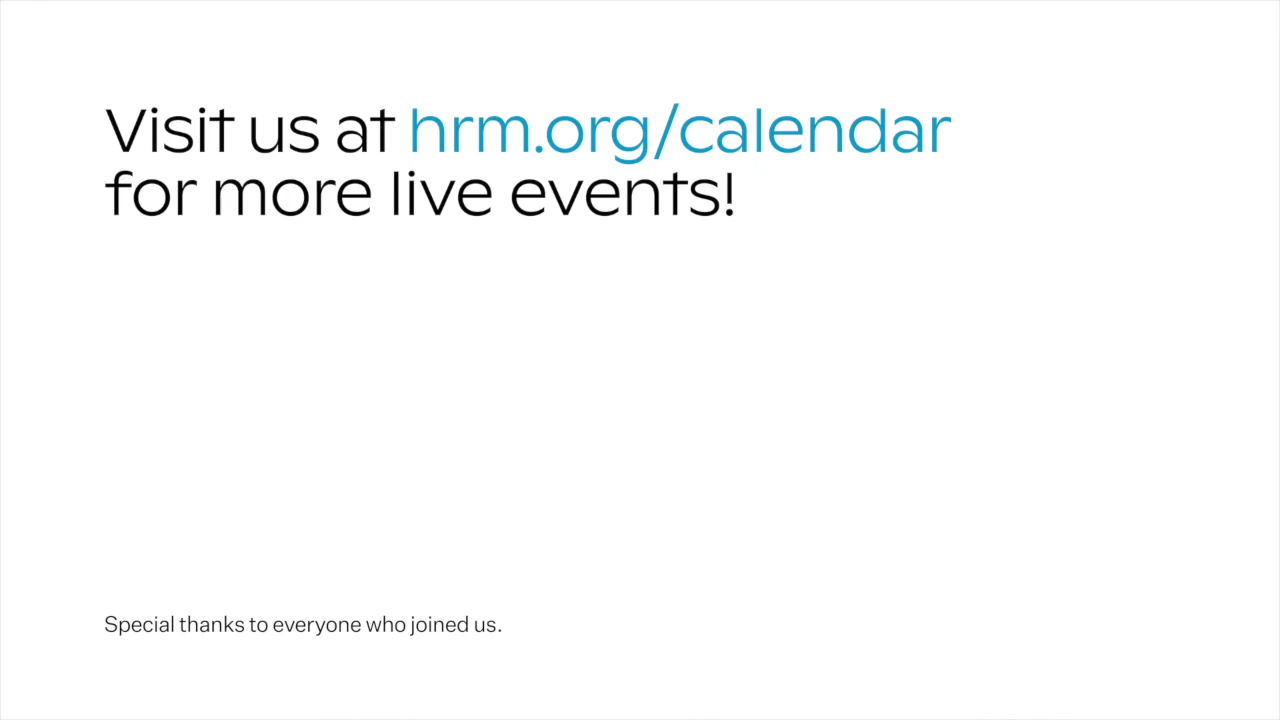 Visit us at hrm.org/calendar
for more live events!
Special thanks to everyone who joined us.